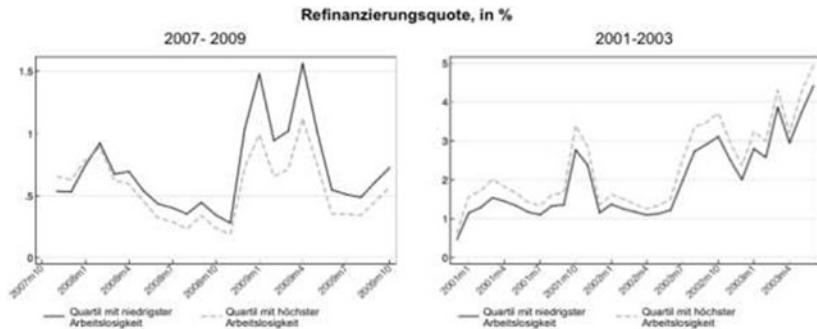 Refinanzierungsquote, in %
2007- 2009
1.5
1
.5
0
2007m10
2008m1
2008m4
2008m7
2008m10
2009m1
2009m4
2009m7
2009m10
Quartil mit niedrigster
Arbeitslosigkeit
Quartil mit höchster
Arbeitslosigkeit
2001-2003
5
4
3
2
1
0
2001m1
2001m4
2001m7
2001m10
2002m1
2002m4
2002m7
2002m10
2003m1
2003m4
Quartil mit niedrigster
Arbeitslosigkeit
Quartil mit höchster
Arbeitslosigkeit